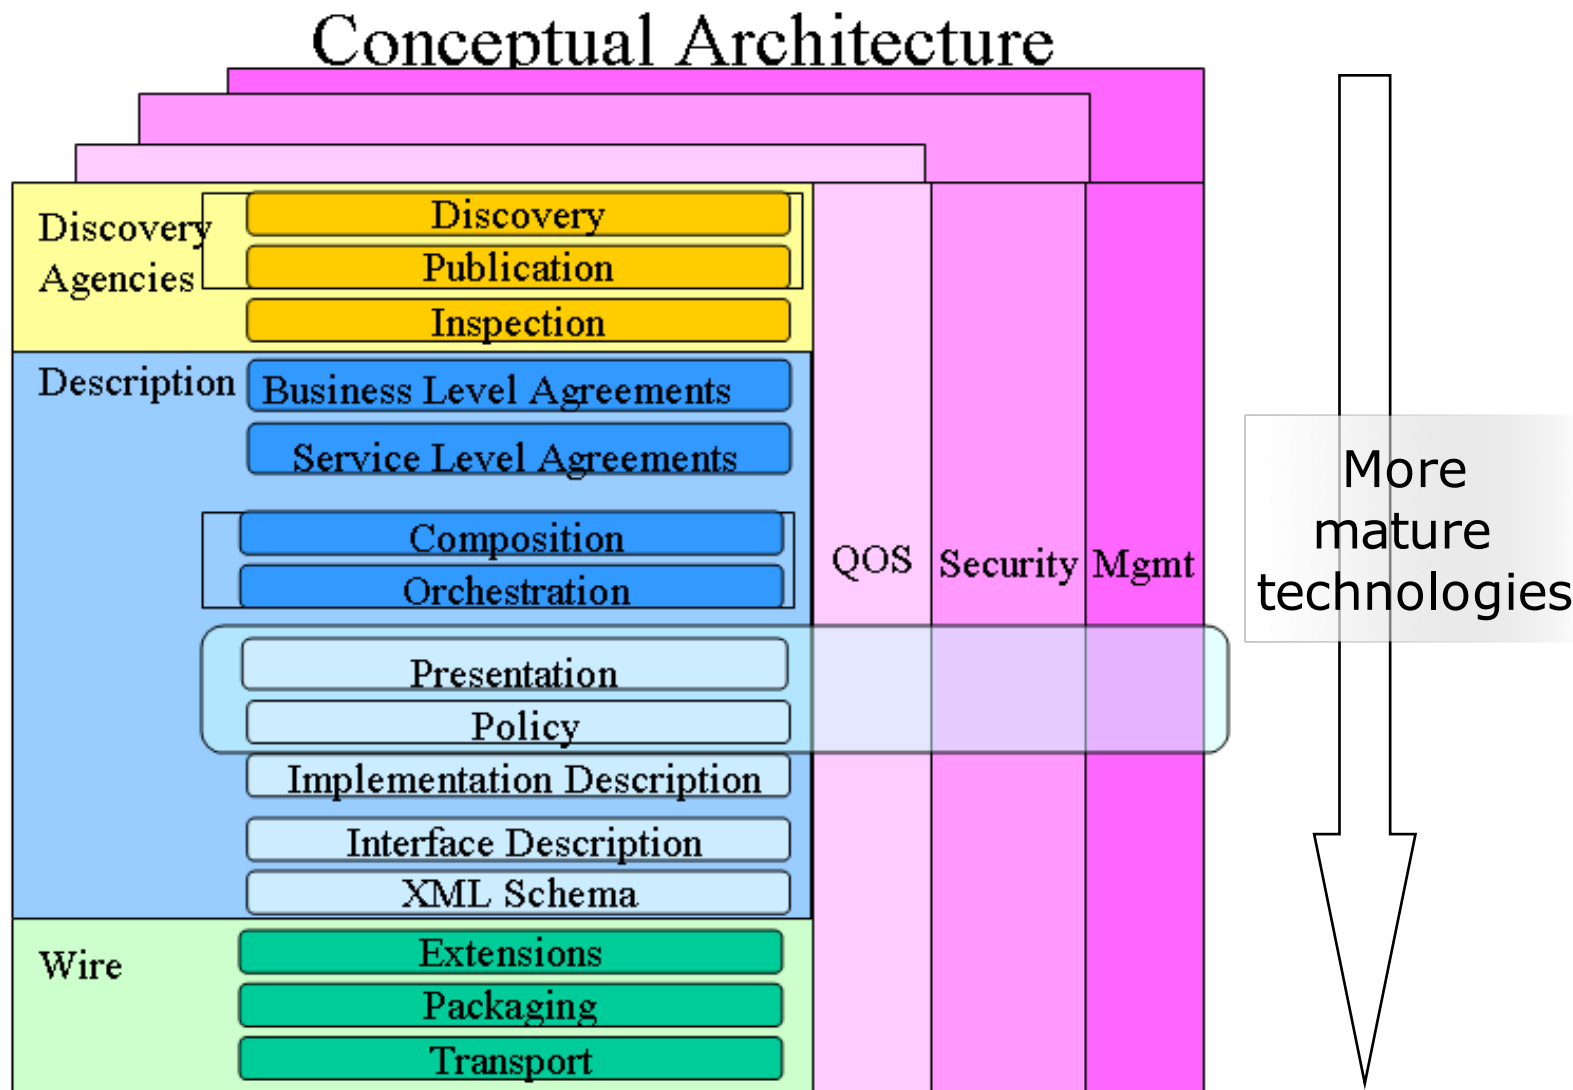 Conceptual Architecture
Discovery
Agencies
Discovery
Publication
Inspection
Description
Business Level Agreements
Service Level Agreements
Composition
Orchestration
Presentation
Policy
Implementation Description
Interface Description
XML Schema
Wire
Extensions
Packaging
Transport
QOS
Security
Mgmt
More
mature
technologies